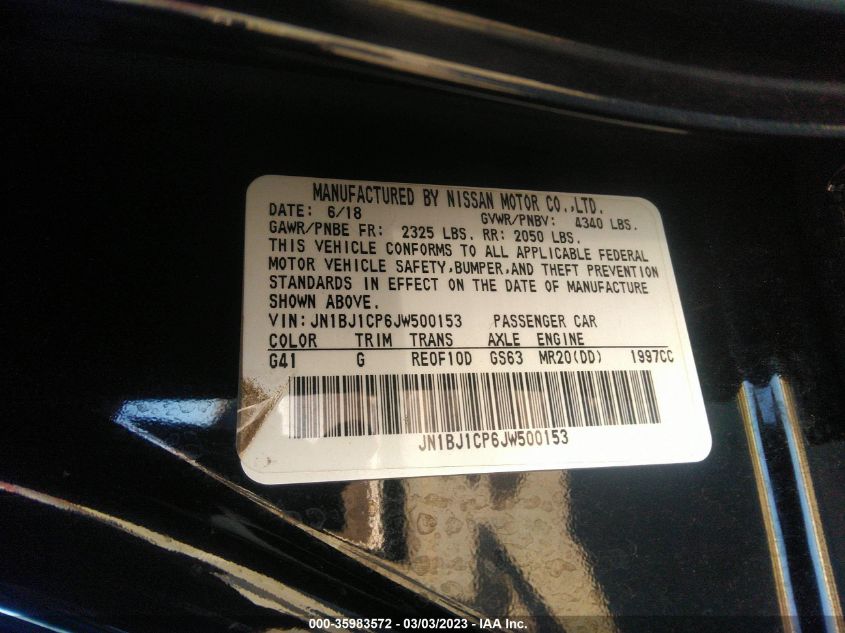 MANUFACTURED BY NISSAN MOTOR CO.,LTD.
DATE: 6/18 GVWR/PNBV: 4340 LBS.
GAWR/PNBE FR: 2325 LBS. RR: 2050 LBS.
THIS VEHICLE CONFORMS TO ALL APPLICABLE FEDERAL
MOTOR VEHICLE SAFETY,BUMPER,AND THEFT PREVENTION
STANDARDS IN EFFECT ON THE DATE OF MANUFACTURE
SHOWN ABOVE.
VIN:JN1BJ1CP6JW500153 PASSENGER CAR
COLOR TRIM TRANS AXLE ENGINE
G41 G RE0F10D GS63 MR20(DD) 1997CC
JN1BJ1CP6JW500153
000-35983572 / 03/03/2023 - IAA Inc.